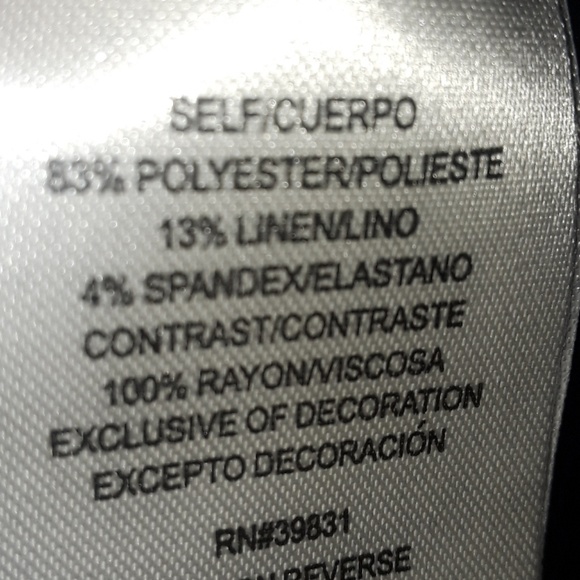 SELF/CUERPO
83% POLYESTER/POLIESTE
13% LINEN/LINO
4% SPANDEX/ELASTANO
CONTRAST/CONTRASTE
100% RAYON/VISCOSA
EXCLUSIVE OF DECORATION
EXCEPTO DECORACIÓN
RN#39831
REVERSE